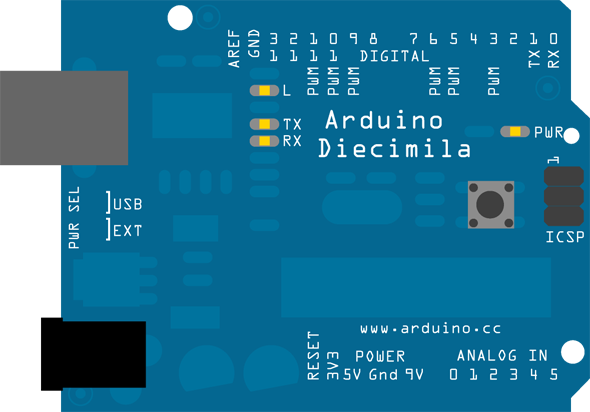 AREF
GND
13
12
11
10
9
8
7
6
5
4
3
2
1
0
DIGITAL
TX
RX
PWM
PWM
PWM
PWM
PWM
PWM
L
TX
RX
Arduino
Diecimila
PWR
1
ICSP
PWR SEL
USB
EXT
www.arduino.cc
RESET
3V3
POWER
5V Gnd 9V
ANALOG IN
0 1 2 3 4 5